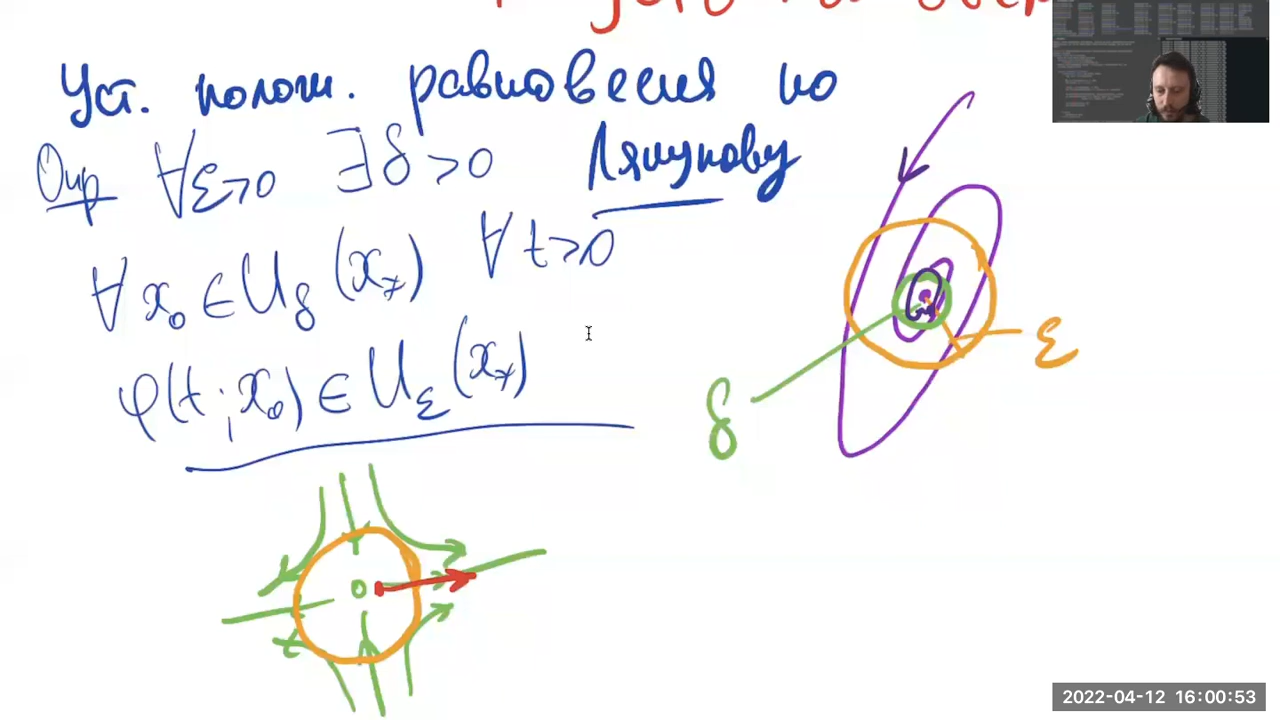 Уст. полож. равновесия по
Ляпунову
Опр ∀ε>0 ∃δ>0
∀x₀∈U_δ(x_*) ∀t>0
φ(t;x₀)∈U_ε(x_*)
ε
δ
0
2022-04-12 16:00:53